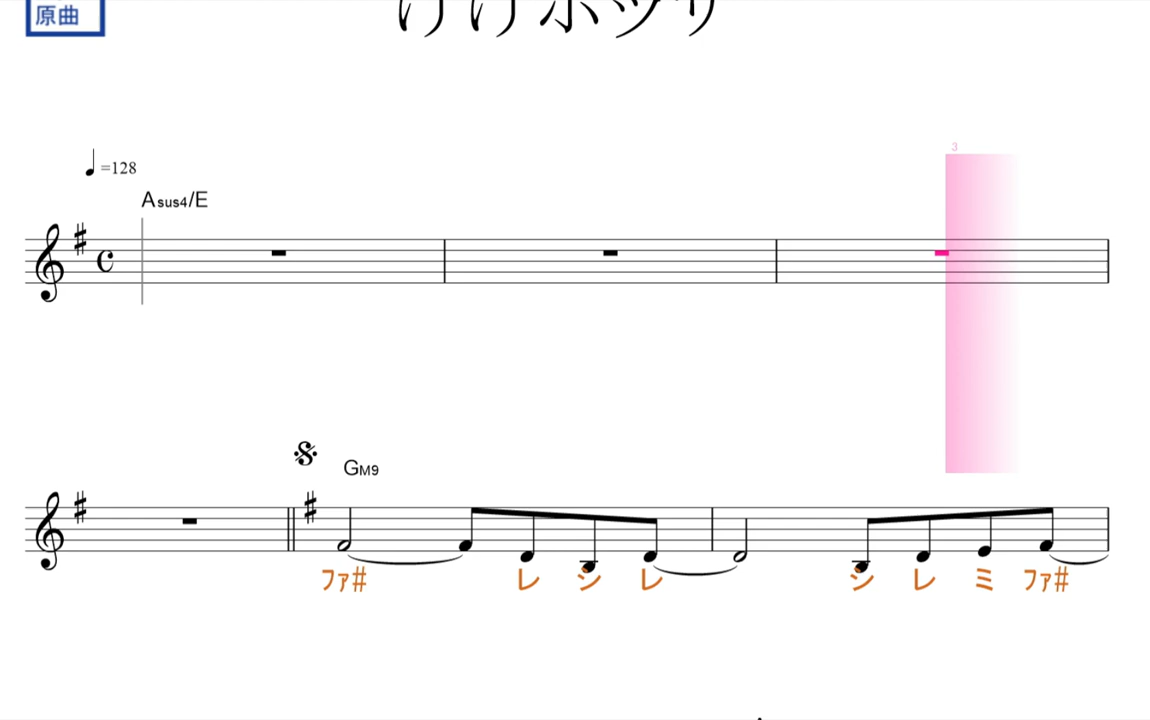 原曲
=128
Asus4/E
3
GM9
ファ# レ シ レ シ レ ミ ファ#